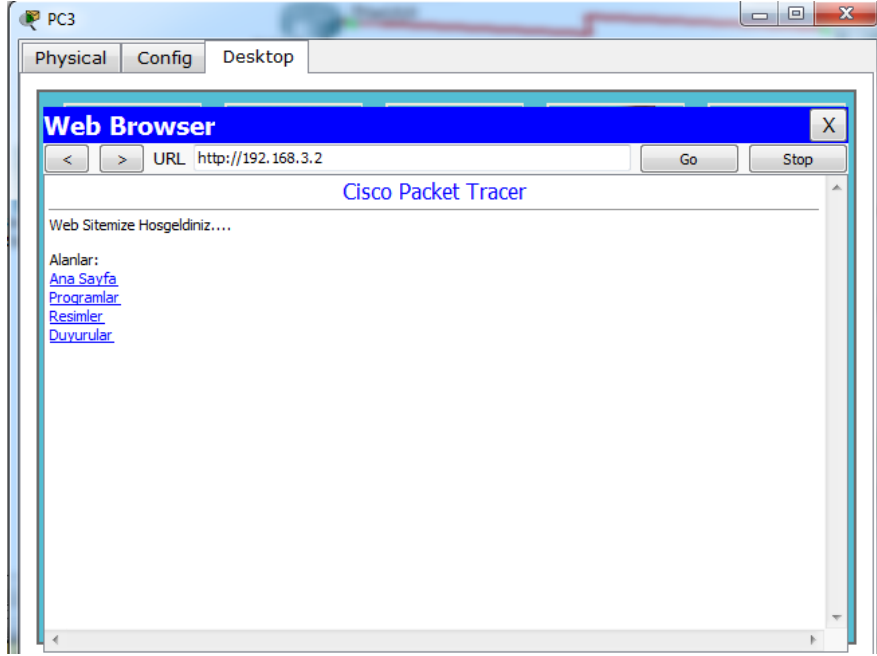 PC3
Physical Config Desktop
Web Browser X
< > URL http://192.168.3.2 Go Stop
Cisco Packet Tracer
Web Sitemize Hosgeldiniz....
Alanlar:
Ana Sayfa
Programlar
Resimler
Duyurular